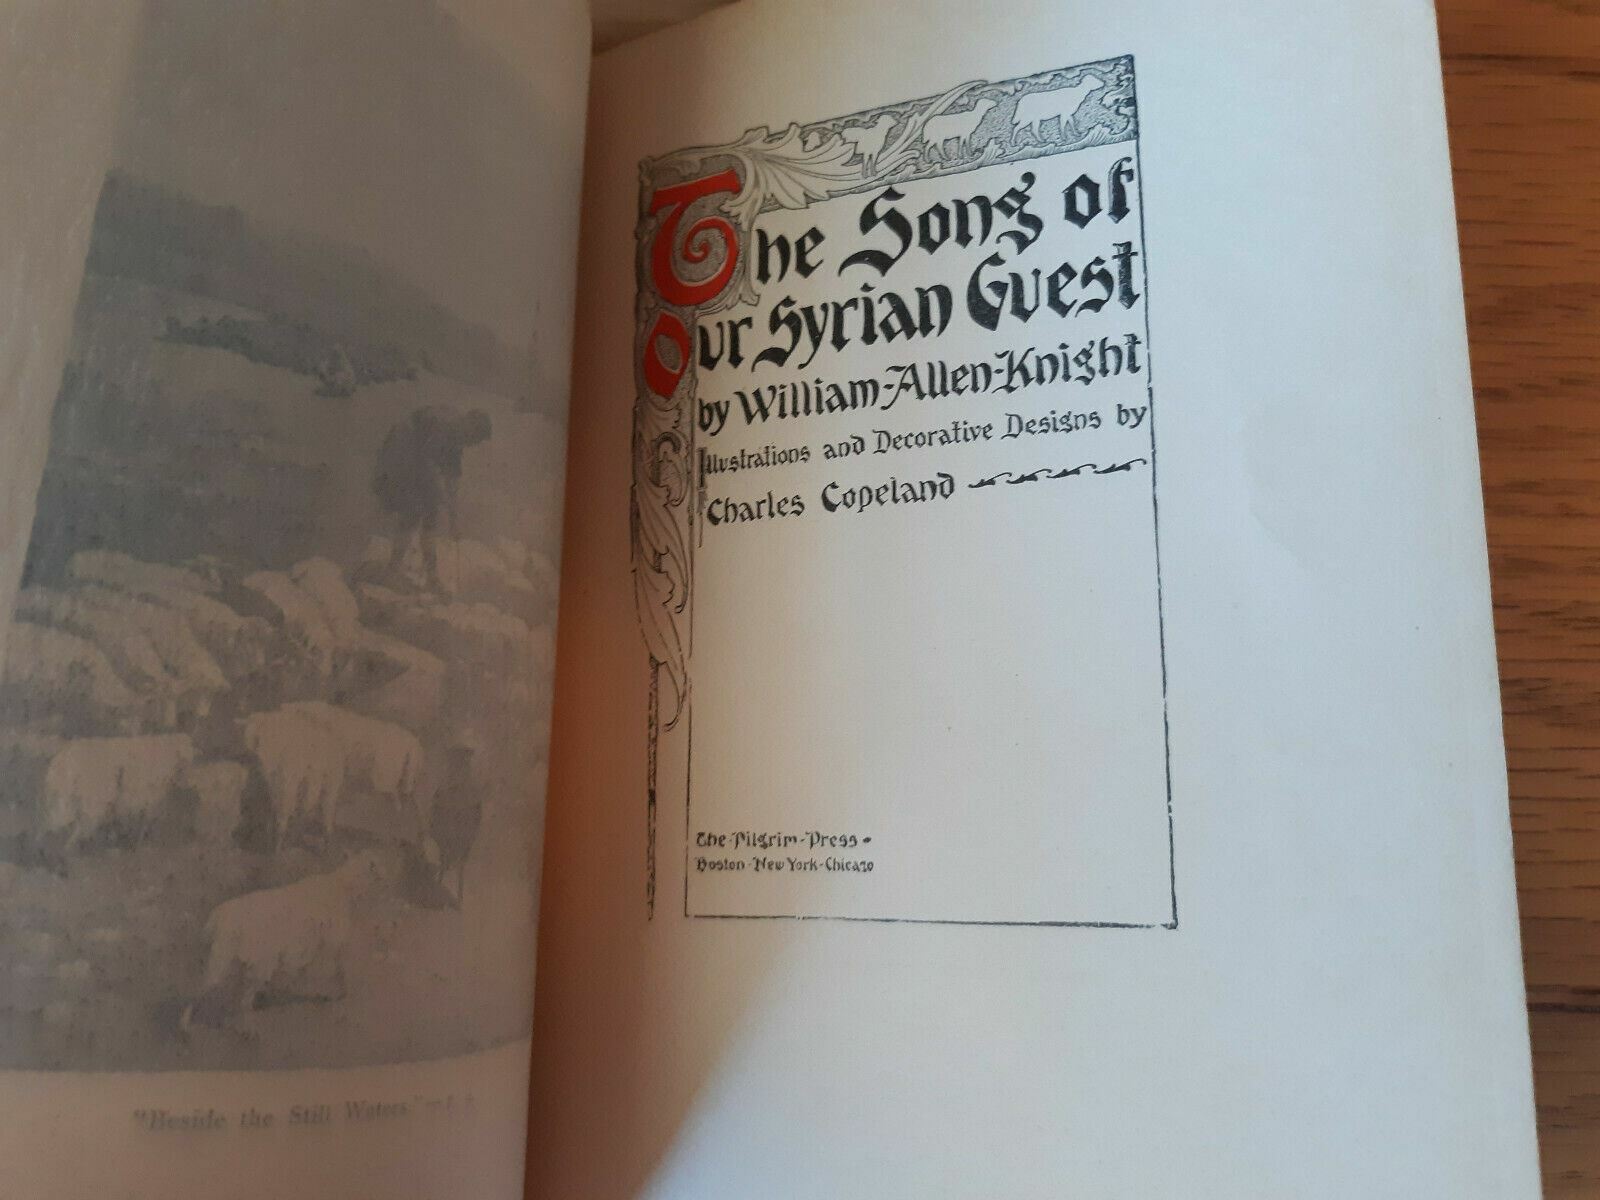 The Song of
our Syrian Guest
by William-Allen-Knight
Illustrations and Decorative Designs by
Charles Copeland
The-Pilgrim-Press-
Boston-New York-Chicago
"Beside the Still Waters"